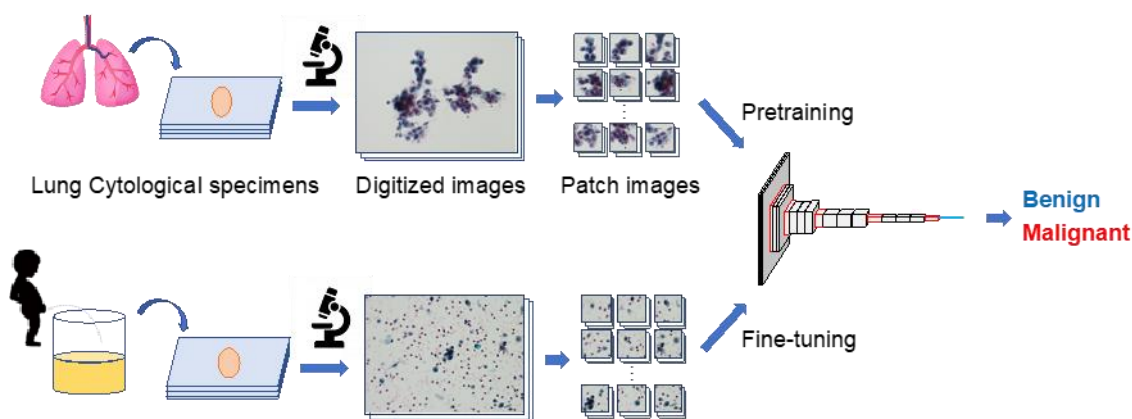 Pretraining
Lung Cytological specimens
Digitized images
Patch images
Benign
Malignant
Fine-tuning